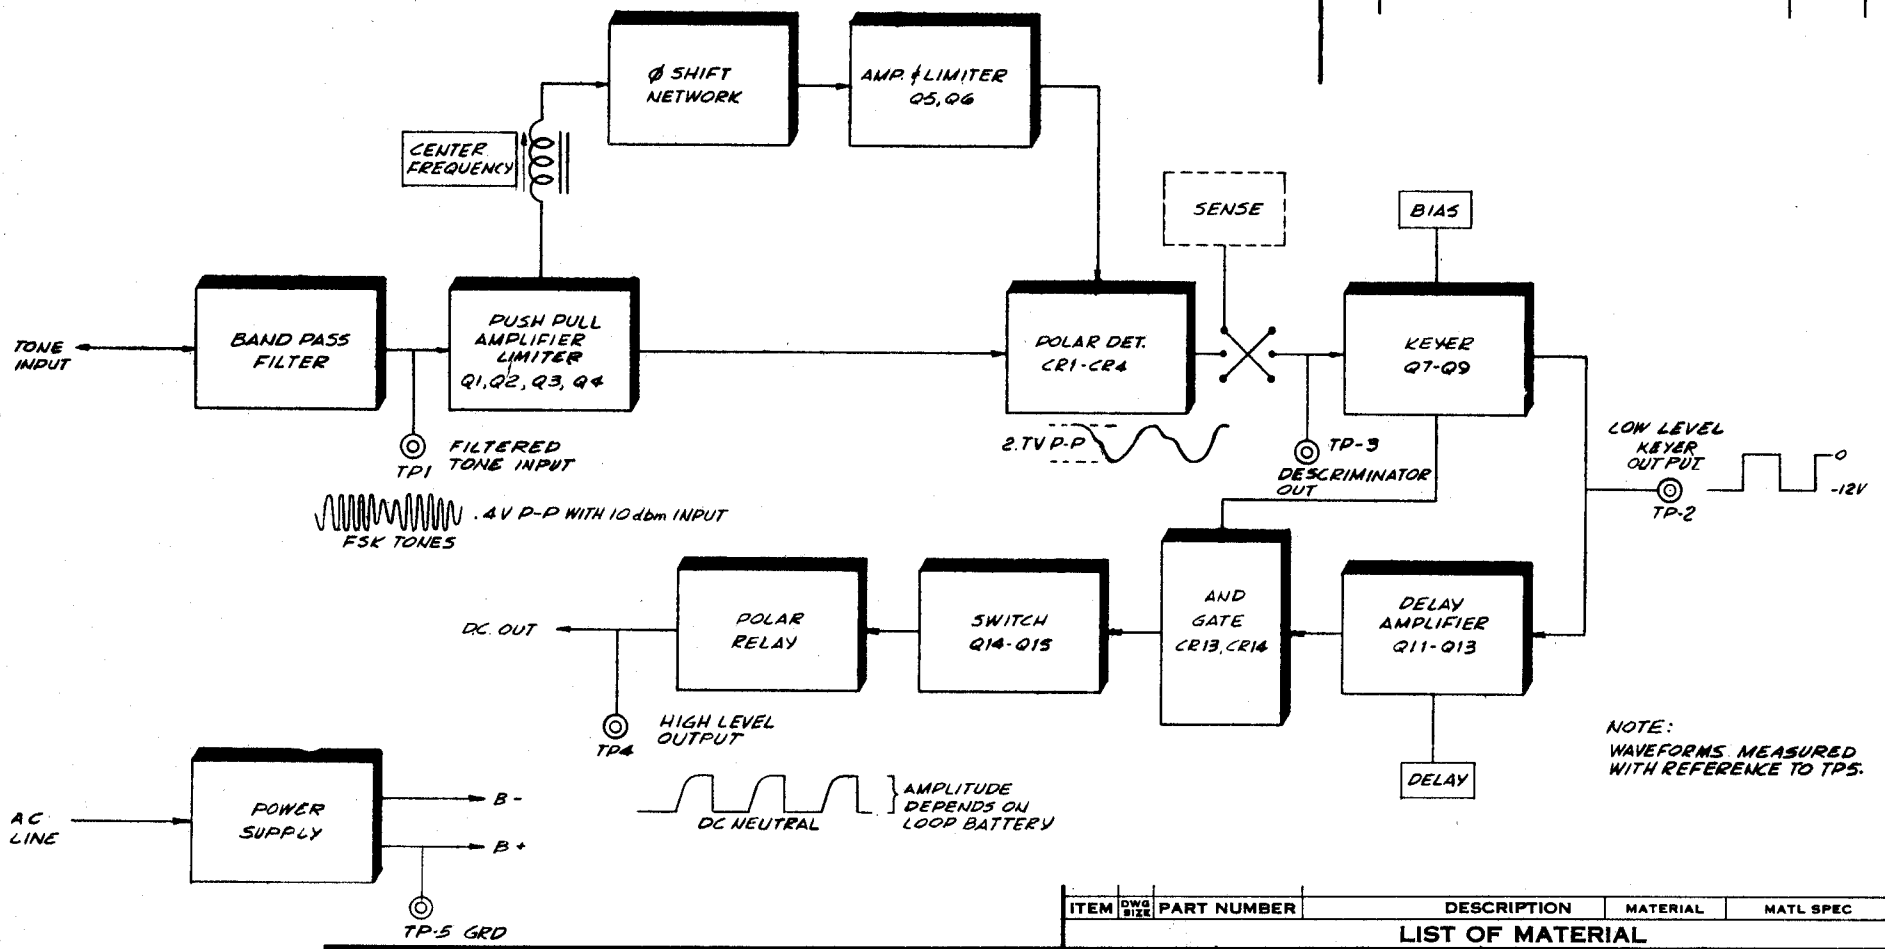 Ø SHIFT
NETWORK
AMP. & LIMITER
Q5, Q6
CENTER
FREQUENCY
SENSE
BIAS
TONE
INPUT
BAND PASS
FILTER
PUSH PULL
AMPLIFIER
LIMITER
Q1, Q2, Q3, Q4
POLAR DET.
CR1-CR4
KEYER
Q7-Q9
TP1
FILTERED
TONE INPUT
2.7V P-P
TP-3
DESCRIMINATOR
OUT
LOW LEVEL
KEYER
OUTPUT
0
-12V
TP-2
.4V P-P WITH 10 dbm INPUT
FSK TONES
D.C. OUT
POLAR
RELAY
SWITCH
Q14-Q15
AND
GATE
CR13, CR14
DELAY
AMPLIFIER
Q11-Q13
TP4
HIGH LEVEL
OUTPUT
DELAY
NOTE:
WAVEFORMS MEASURED
WITH REFERENCE TO TP5.
AC
LINE
POWER
SUPPLY
B-
B+
DC NEUTRAL
AMPLITUDE
DEPENDS ON
LOOP BATTERY
TP-5 GRD
ITEM DWG SIZE PART NUMBER DESCRIPTION MATERIAL MATL SPEC
LIST OF MATERIAL